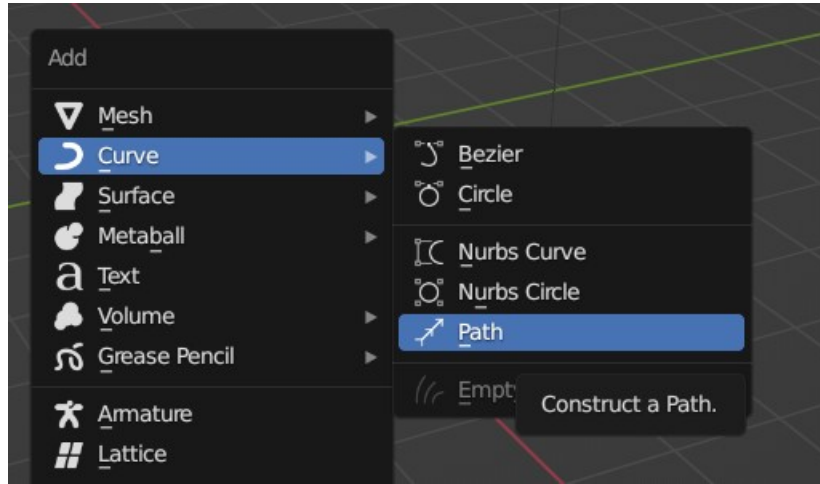 Add
Mesh
Curve
Surface
Metaball
Text
Volume
Grease Pencil
Armature
Lattice
Bezier
Circle
Nurbs Curve
Nurbs Circle
Path
Empt
Construct a Path.